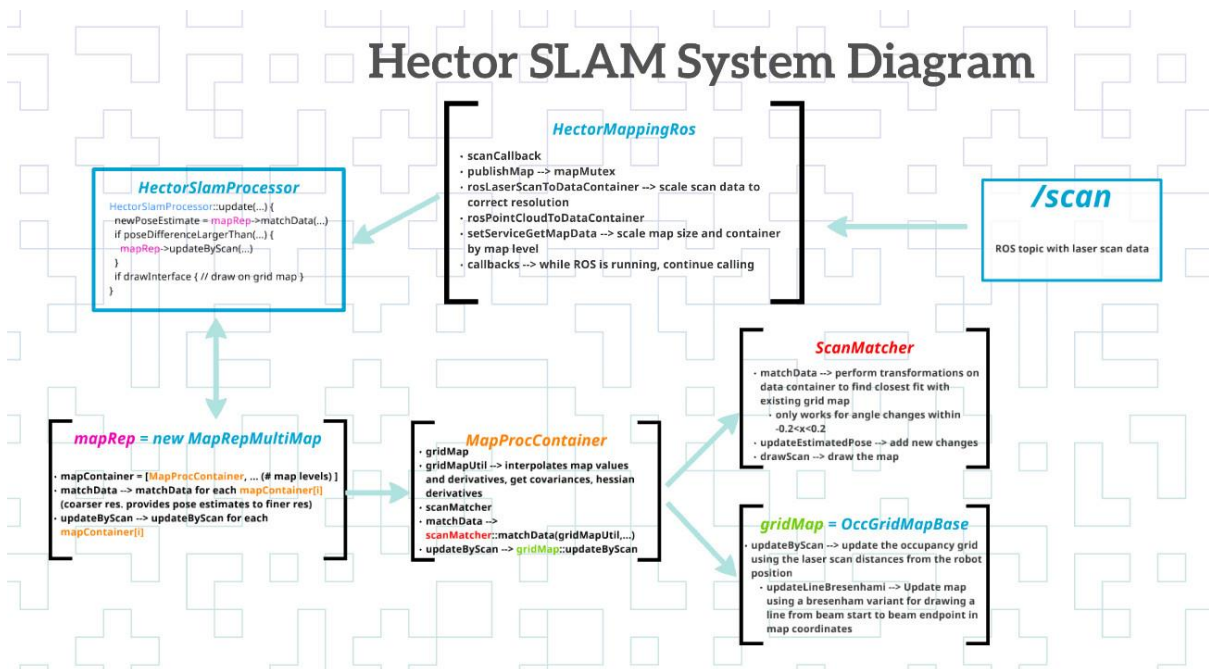 Hector SLAM System Diagram
HectorMappingRos
· scanCallback
· publishMap --> mapMutex
· rosLaserScanToDataContainer --> scale scan data to
correct resolution
· rosPointCloudToDataContainer
· setServiceGetMapData --> scale map size and container
by map level
· callbacks --> while ROS is running, continue calling
HectorSlamProcessor
HectorSlamProcessor::update(...) {
newPoseEstimate = mapRep->matchData(...)
if poseDifferenceLargerThan(...) {
mapRep->updateByScan(...)
}
if drawInterface { // draw on grid map }
}
/scan
ROS topic with laser scan data
mapRep = new MapRepMultiMap
· mapContainer = [MapProcContainer, ... (# map levels) ]
· matchData --> matchData for each mapContainer[i]
(coarser res. provides pose estimates to finer res)
· updateByScan --> updateByScan for each
mapContainer[i]
MapProcContainer
· gridMap
· gridMapUtil --> interpolates map values
and derivatives, get covariances, hessian
derivatives
· scanMatcher
· matchData -->
scanMatcher::matchData(gridMapUtil,...)
· updateByScan --> gridMap::updateByScan
ScanMatcher
· matchData --> perform transformations on
data container to find closest fit with
existing grid map
· only works for angle changes within
-0.2<x<0.2
· updateEstimatedPose --> add new changes
· drawScan --> draw the map
gridMap = OccGridMapBase
· updateByScan --> update the occupancy grid
using the laser scan distances from the robot
position
· updateLineBresenhami --> Update map
using a bresenham variant for drawing a
line from beam start to beam endpoint in
map coordinates